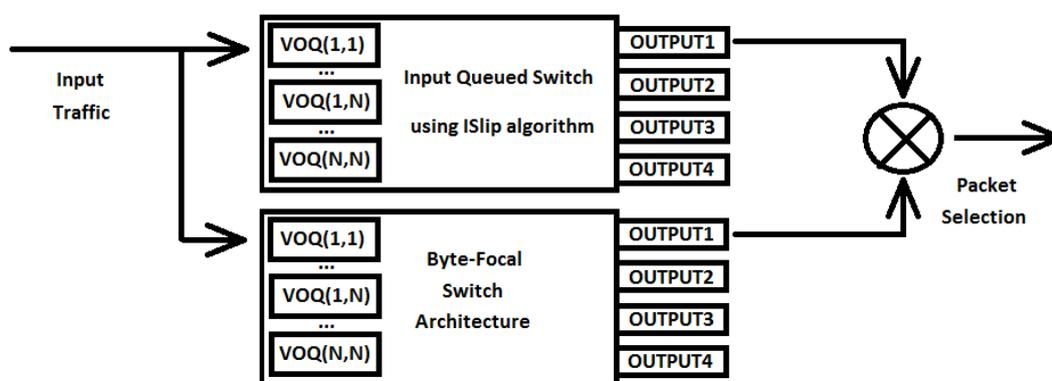 Input
Traffic
VOQ(1,1)
...
VOQ(1,N)
...
VOQ(N,N)
Input Queued Switch
using ISlip algorithm
OUTPUT1
OUTPUT2
OUTPUT3
OUTPUT4
VOQ(1,1)
...
VOQ(1,N)
...
VOQ(N,N)
Byte-Focal
Switch
Architecture
OUTPUT1
OUTPUT2
OUTPUT3
OUTPUT4
Packet
Selection